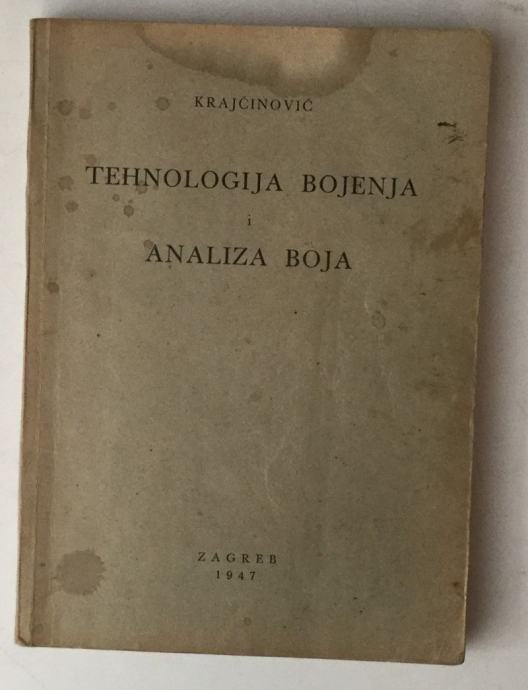 KRAJČINOVIĆ
TEHNOLOGIJA BOJENJA
i
ANALIZA BOJA
ZAGREB
1947